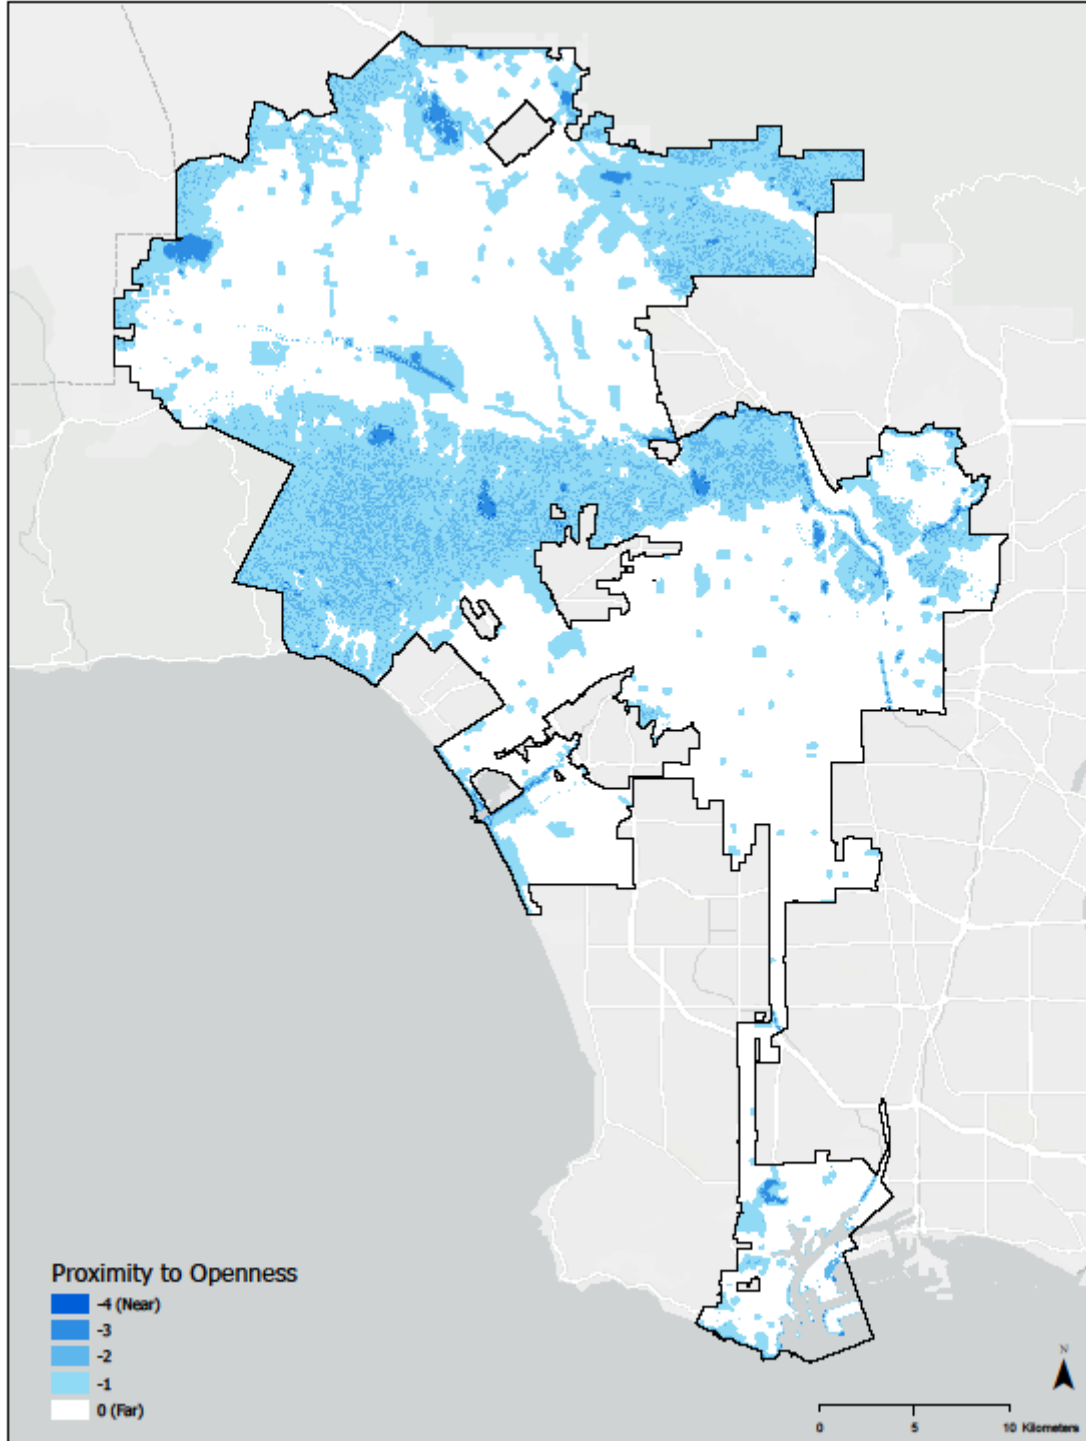 Proximity to Openness
-4 (Near)
-3
-2
-1
0 (Far)
N
0 5 10 Kilometers